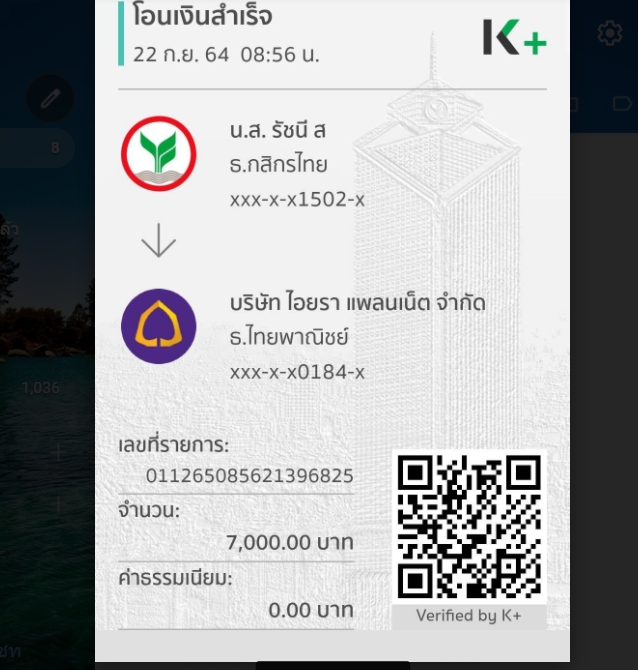 โอนเงินสำเร็จ
22 ก.ย. 64 08:56 น.
K+
น.ส. รัชนี ส
ธ.กสิกรไทย
xxx-x-x1502-x
บริษัท ไอยรา แพลนเน็ต จำกัด
ธ.ไทยพาณิชย์
xxx-x-x0184-x
เลขที่รายการ:
011265085621396825
จำนวน:
7,000.00 บาท
ค่าธรรมเนียม:
0.00 บาท
Verified by K+
8
1,036